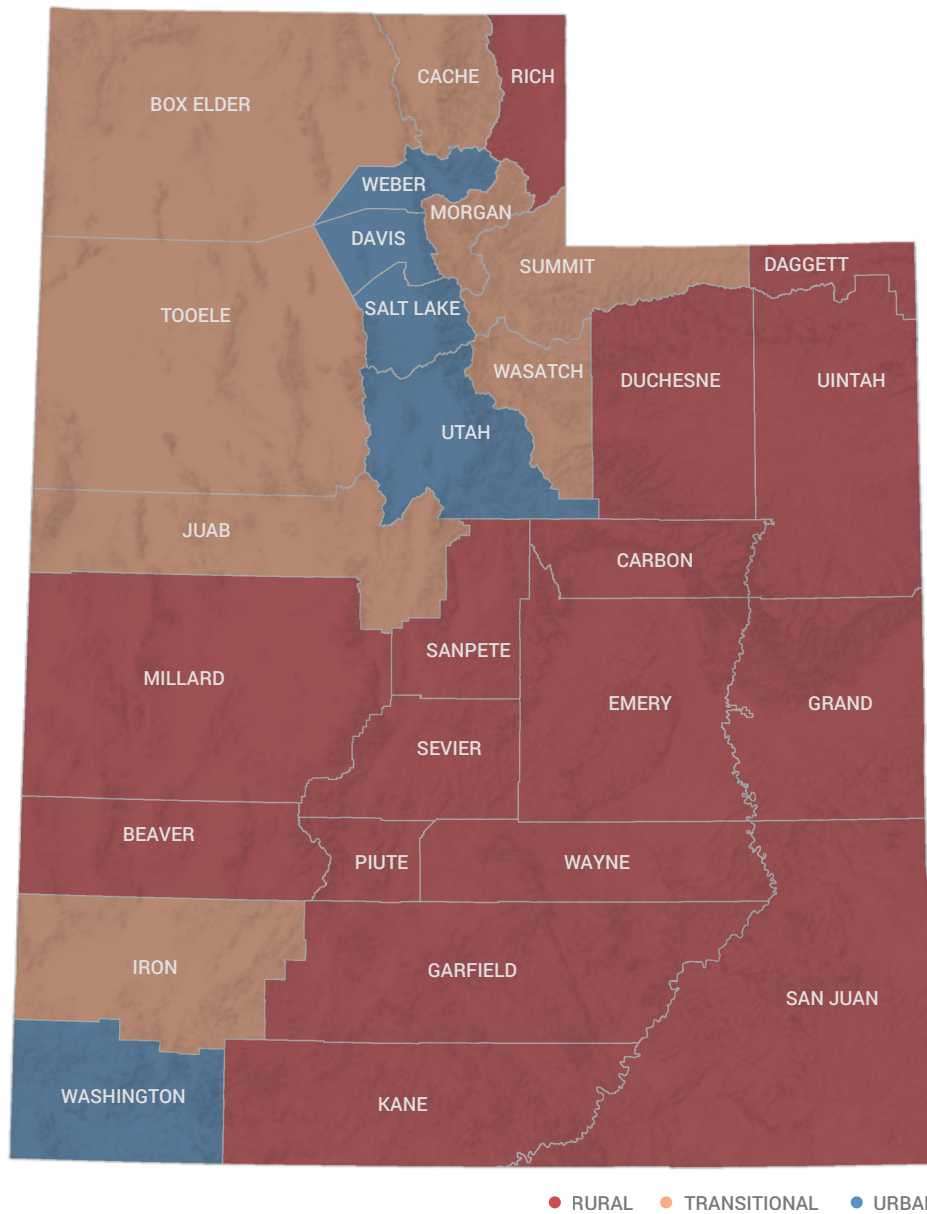 CACHE
RICH
BOX ELDER
WEBER
MORGAN
DAVIS
SUMMIT
DAGGETT
SALT LAKE
TOOELE
WASATCH
DUCHESNE
UINTAH
UTAH
JUAB
CARBON
SANPETE
MILLARD
EMERY
GRAND
SEVIER
BEAVER
PIUTE
WAYNE
IRON
GARFIELD
SAN JUAN
WASHINGTON
KANE
RURAL TRANSITIONAL URBA